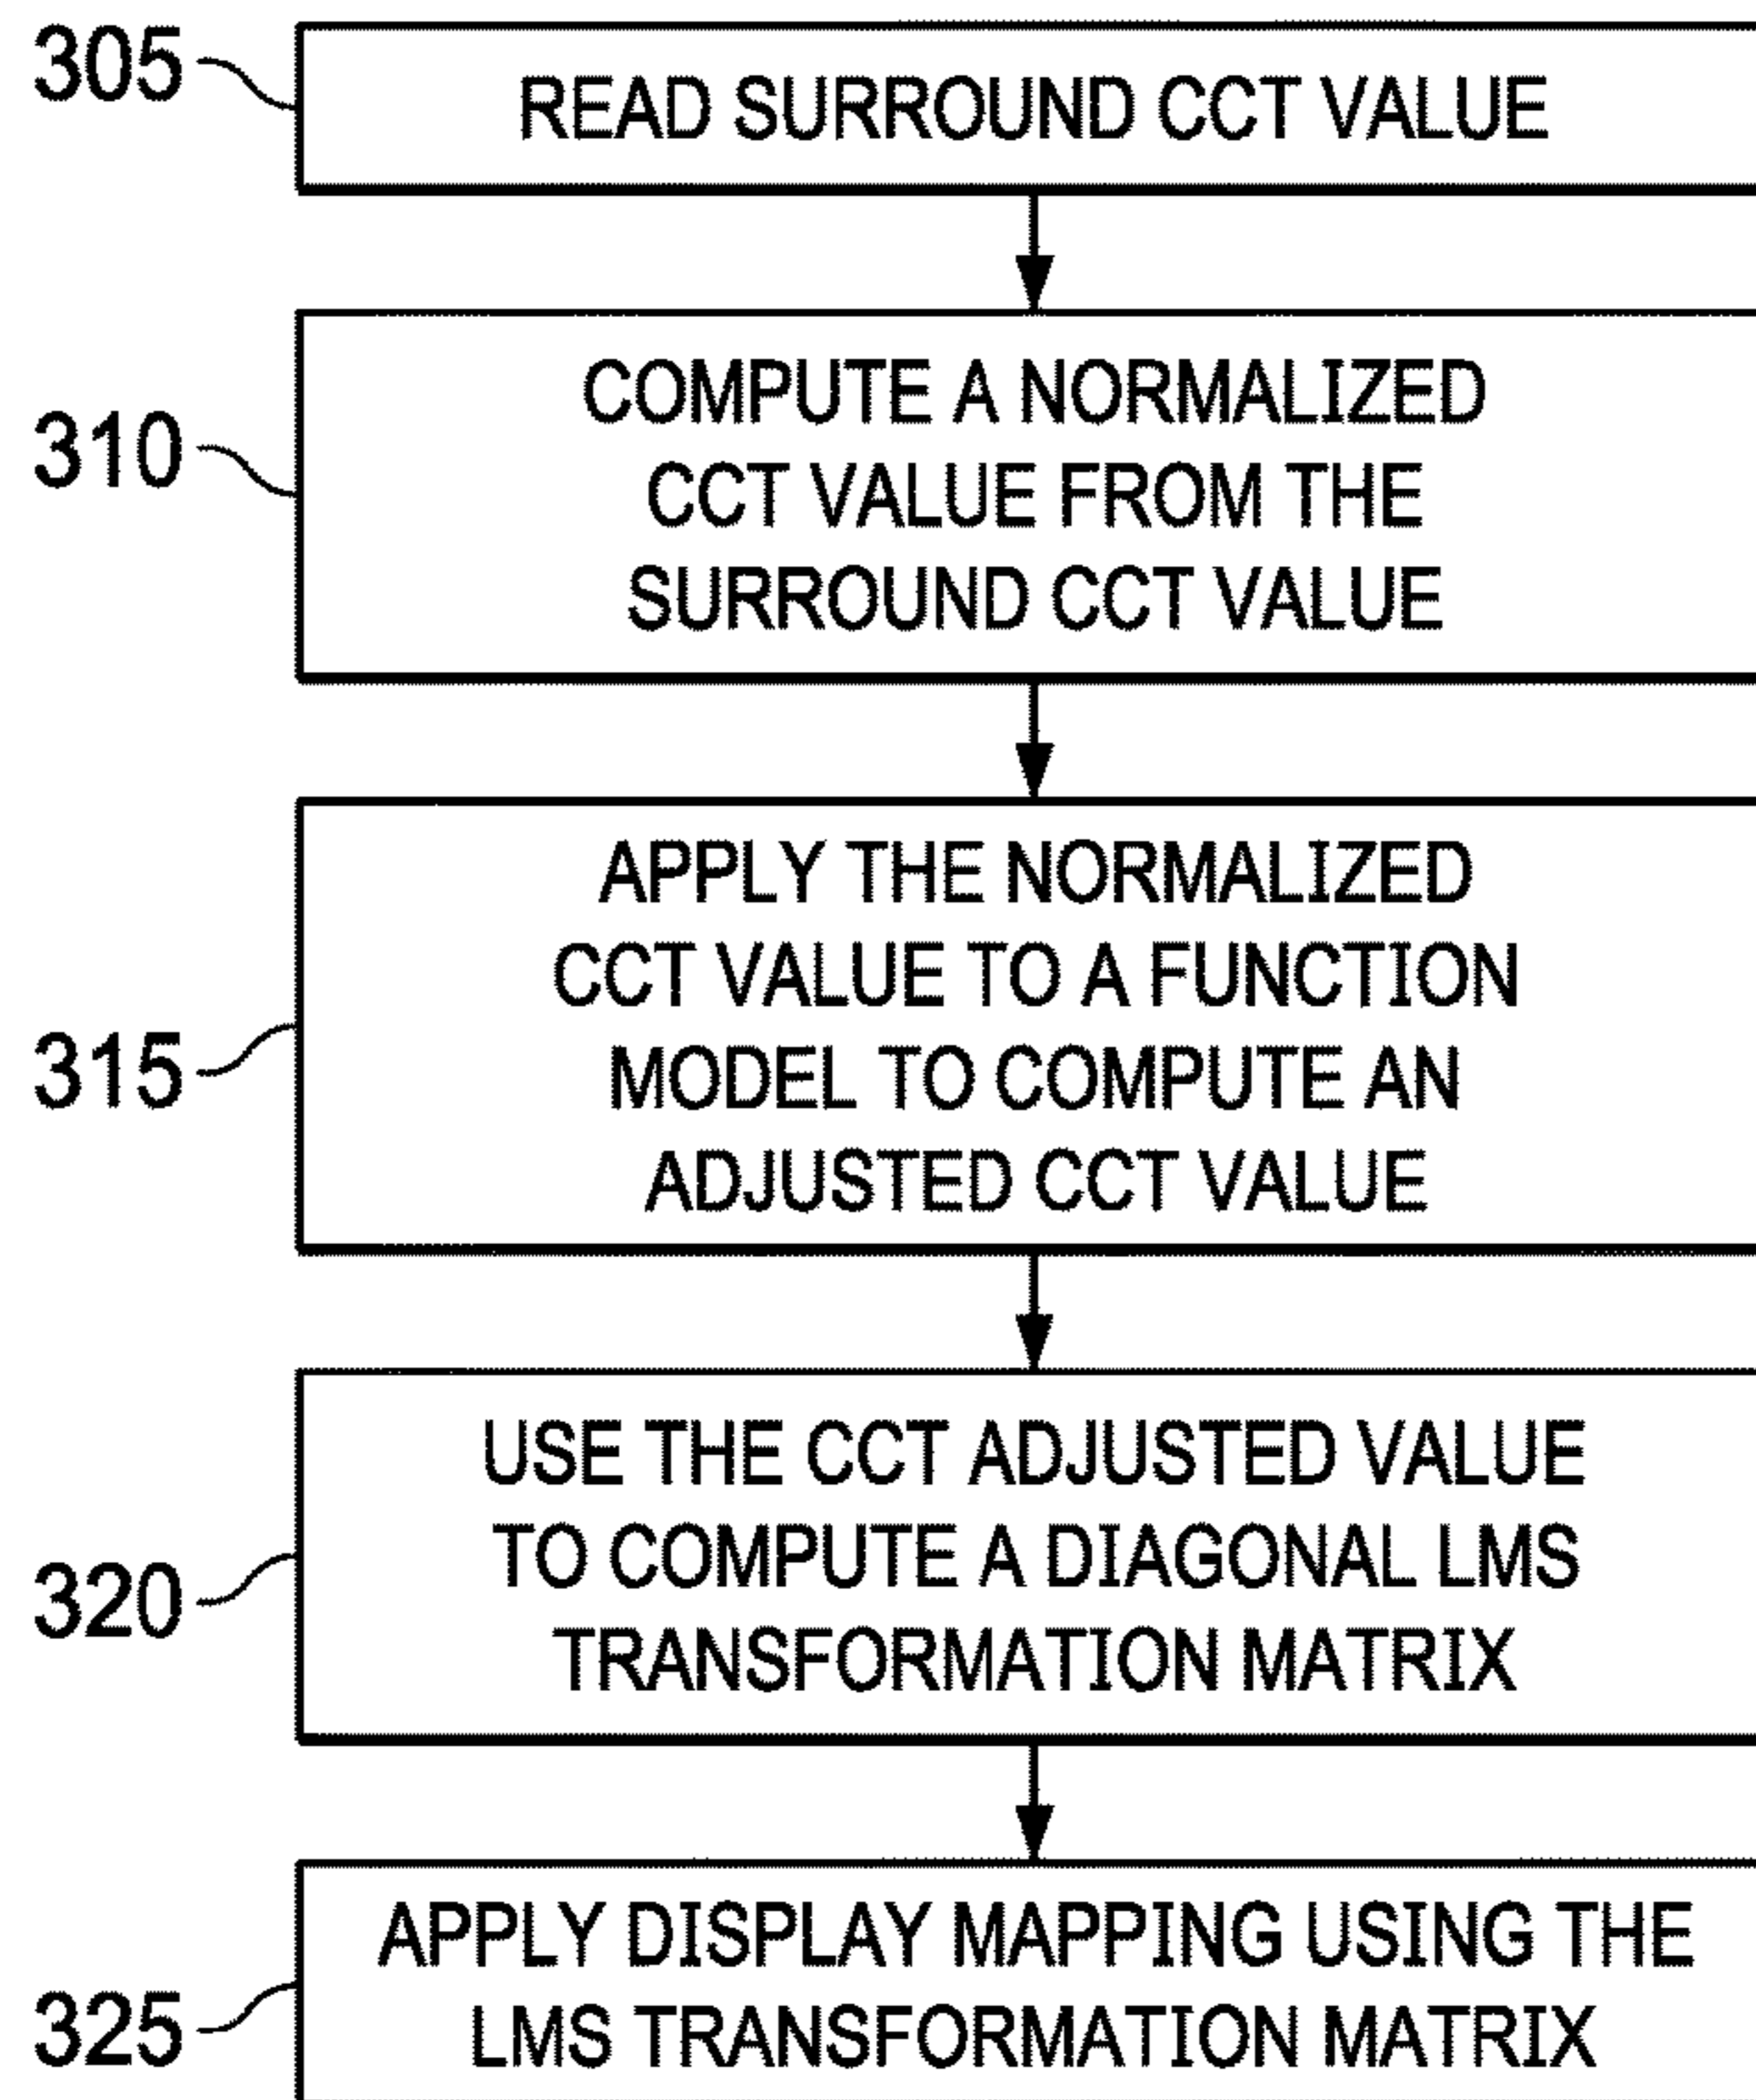 305
READ SURROUND CCT VALUE
310
COMPUTE A NORMALIZED
CCT VALUE FROM THE
SURROUND CCT VALUE
315
APPLY THE NORMALIZED
CCT VALUE TO A FUNCTION
MODEL TO COMPUTE AN
ADJUSTED CCT VALUE
320
USE THE CCT ADJUSTED VALUE
TO COMPUTE A DIAGONAL LMS
TRANSFORMATION MATRIX
325
APPLY DISPLAY MAPPING USING THE
LMS TRANSFORMATION MATRIX